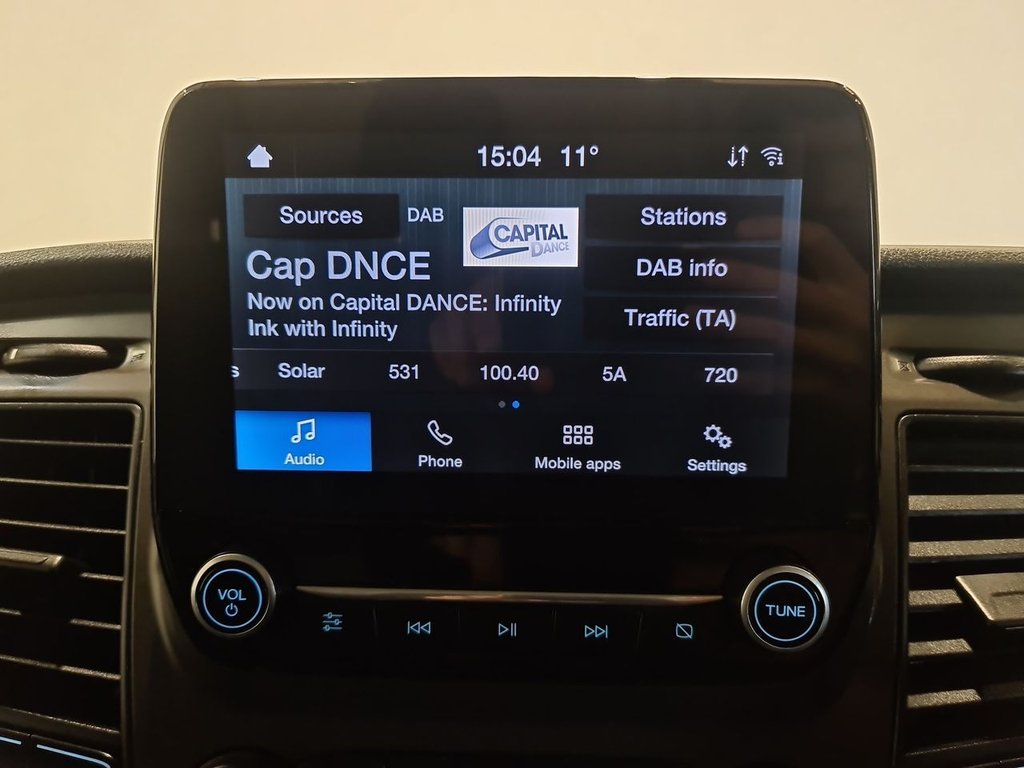 15:04 11°
Sources DAB CAPITAL DANCE Stations
Cap DNCE DAB info
Now on Capital DANCE: Infinity
Ink with Infinity Traffic (TA)
s Solar 531 100.40 5A 720
Audio Phone Mobile apps Settings
VOL TUNE